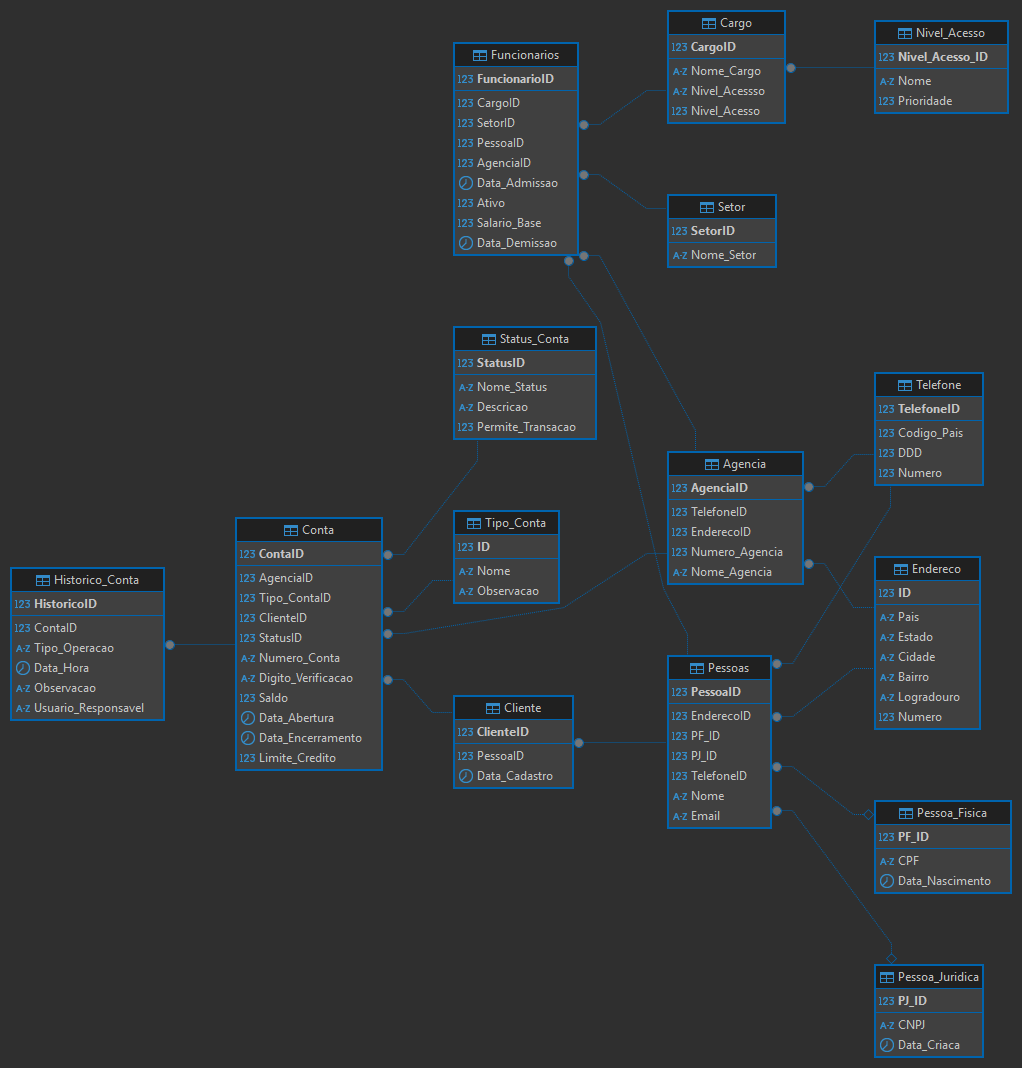 Cargo
123 CargoID
A-Z Nome_Cargo
A-Z Nivel_Acessso
123 Nivel_Acesso
Nivel_Acesso
123 Nivel_Acesso_ID
A-Z Nome
123 Prioridade
Funcionarios
123 FuncionarioID
123 CargoID
123 SetorID
123 PessoaID
123 AgenciaID
Data_Admissao
123 Ativo
123 Salario_Base
Data_Demissao
Setor
123 SetorID
A-Z Nome_Setor
Status_Conta
123 StatusID
A-Z Nome_Status
A-Z Descricao
123 Permite_Transacao
Telefone
123 TelefoneID
123 Codigo_Pais
123 DDD
123 Numero
Agencia
123 AgenciaID
123 TelefoneID
123 EnderecoID
123 Numero_Agencia
A-Z Nome_Agencia
Tipo_Conta
123 ID
A-Z Nome
A-Z Observacao
Conta
123 ContaID
123 AgenciaID
123 Tipo_ContaID
123 ClienteID
123 StatusID
A-Z Numero_Conta
A-Z Digito_Verificacao
123 Saldo
Data_Abertura
Data_Encerramento
123 Limite_Credito
Historico_Conta
123 HistoricoID
123 ContaID
A-Z Tipo_Operacao
Data_Hora
A-Z Observacao
A-Z Usuario_Responsavel
Endereco
123 ID
A-Z Pais
A-Z Estado
A-Z Cidade
A-Z Bairro
A-Z Logradouro
123 Numero
Pessoas
123 PessoaID
123 EnderecoID
123 PF_ID
123 PJ_ID
123 TelefoneID
A-Z Nome
A-Z Email
Cliente
123 ClienteID
123 PessoaID
Data_Cadastro
Pessoa_Fisica
123 PF_ID
A-Z CPF
Data_Nascimento
Pessoa_Juridica
123 PJ_ID
A-Z CNPJ
Data_Criaca